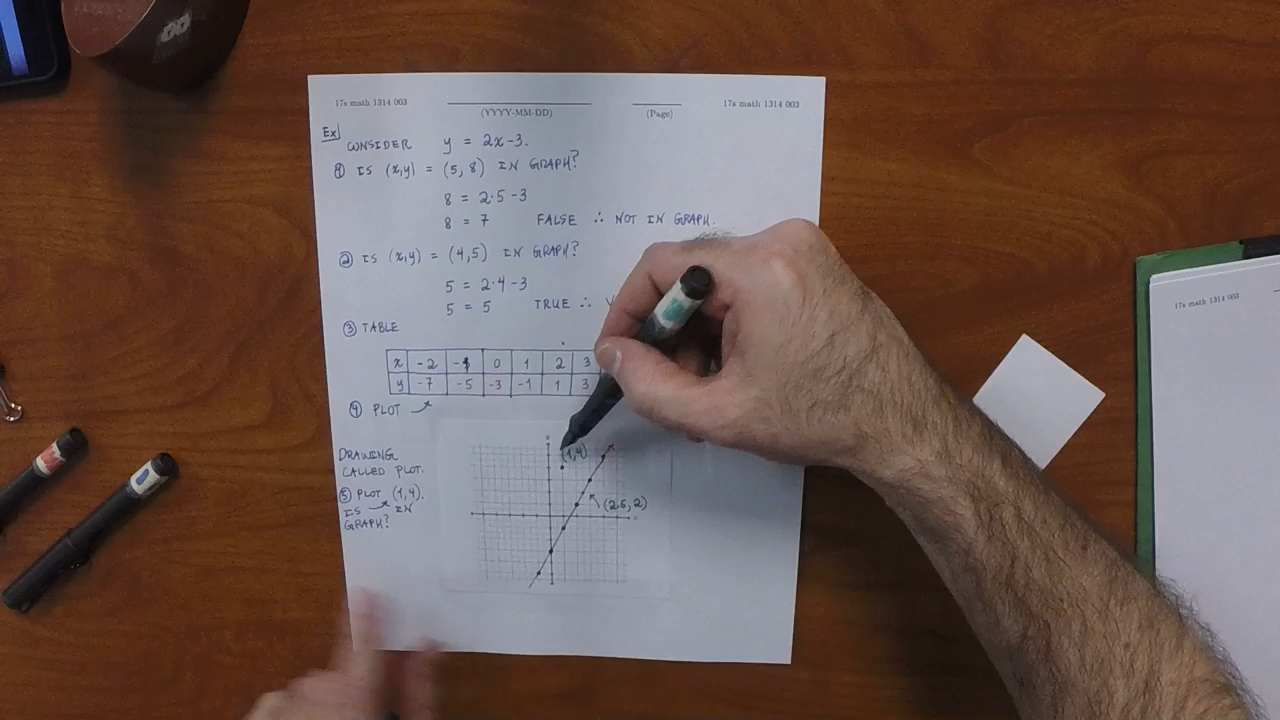 17s math 1314 003 (YYYY-MM-DD) (Page) 17s math 1314 003
Ex CONSIDER y = 2x-3.
① IS (x,y) = (5,8) IN GRAPH?
8 = 2·5-3
8 = 7 FALSE ∴ NOT IN GRAPH.
② IS (x,y) = (4,5) IN GRAPH?
5 = 2·4-3
5 = 5 TRUE ∴
③ TABLE
x -2 -1 0 1 2 3
y -7 -5 -3 -1 1 3
④ PLOT
DRAWING
CALLED PLOT.
⑤ PLOT (1,4).
IS IN
GRAPH?
(1,4)
(2.5, 2)
17s math 1314 003